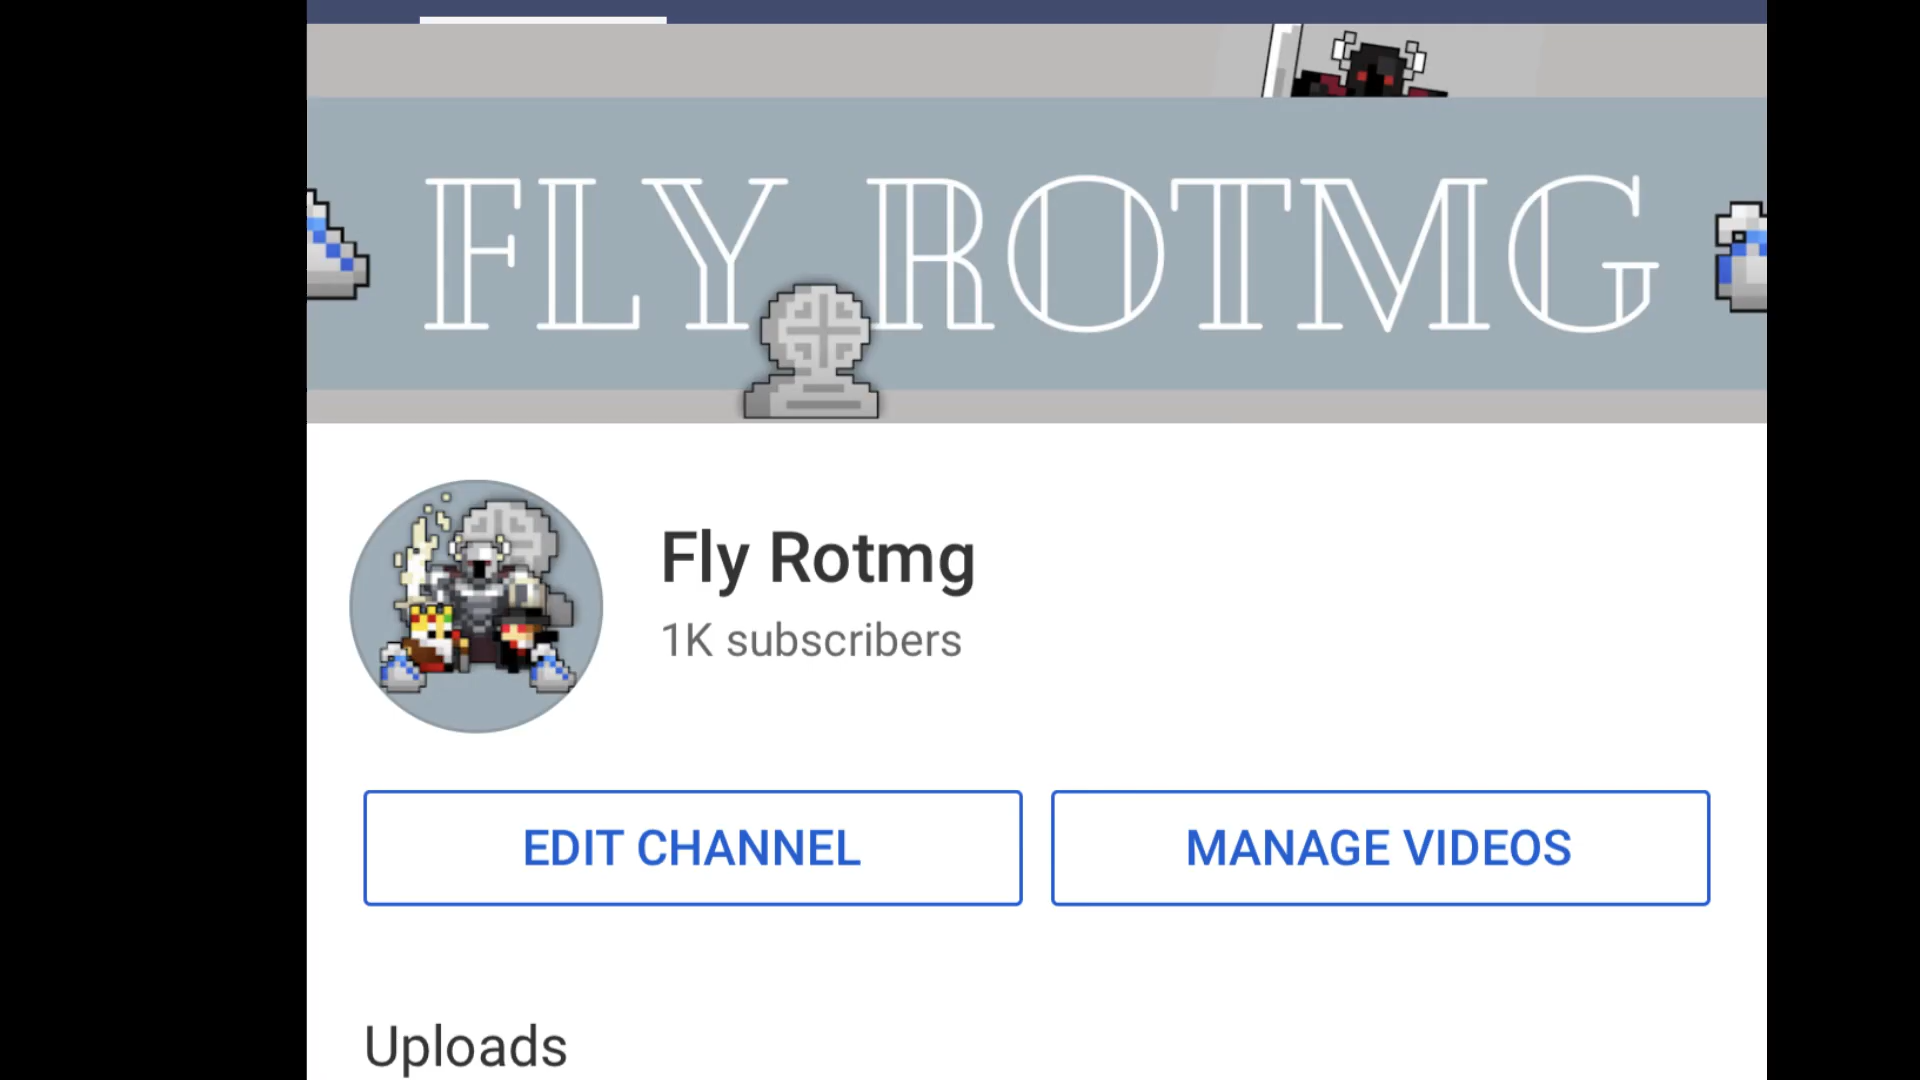 FLY ROTMG
Fly Rotmg
1K subscribers
EDIT CHANNEL
MANAGE VIDEOS
Uploads